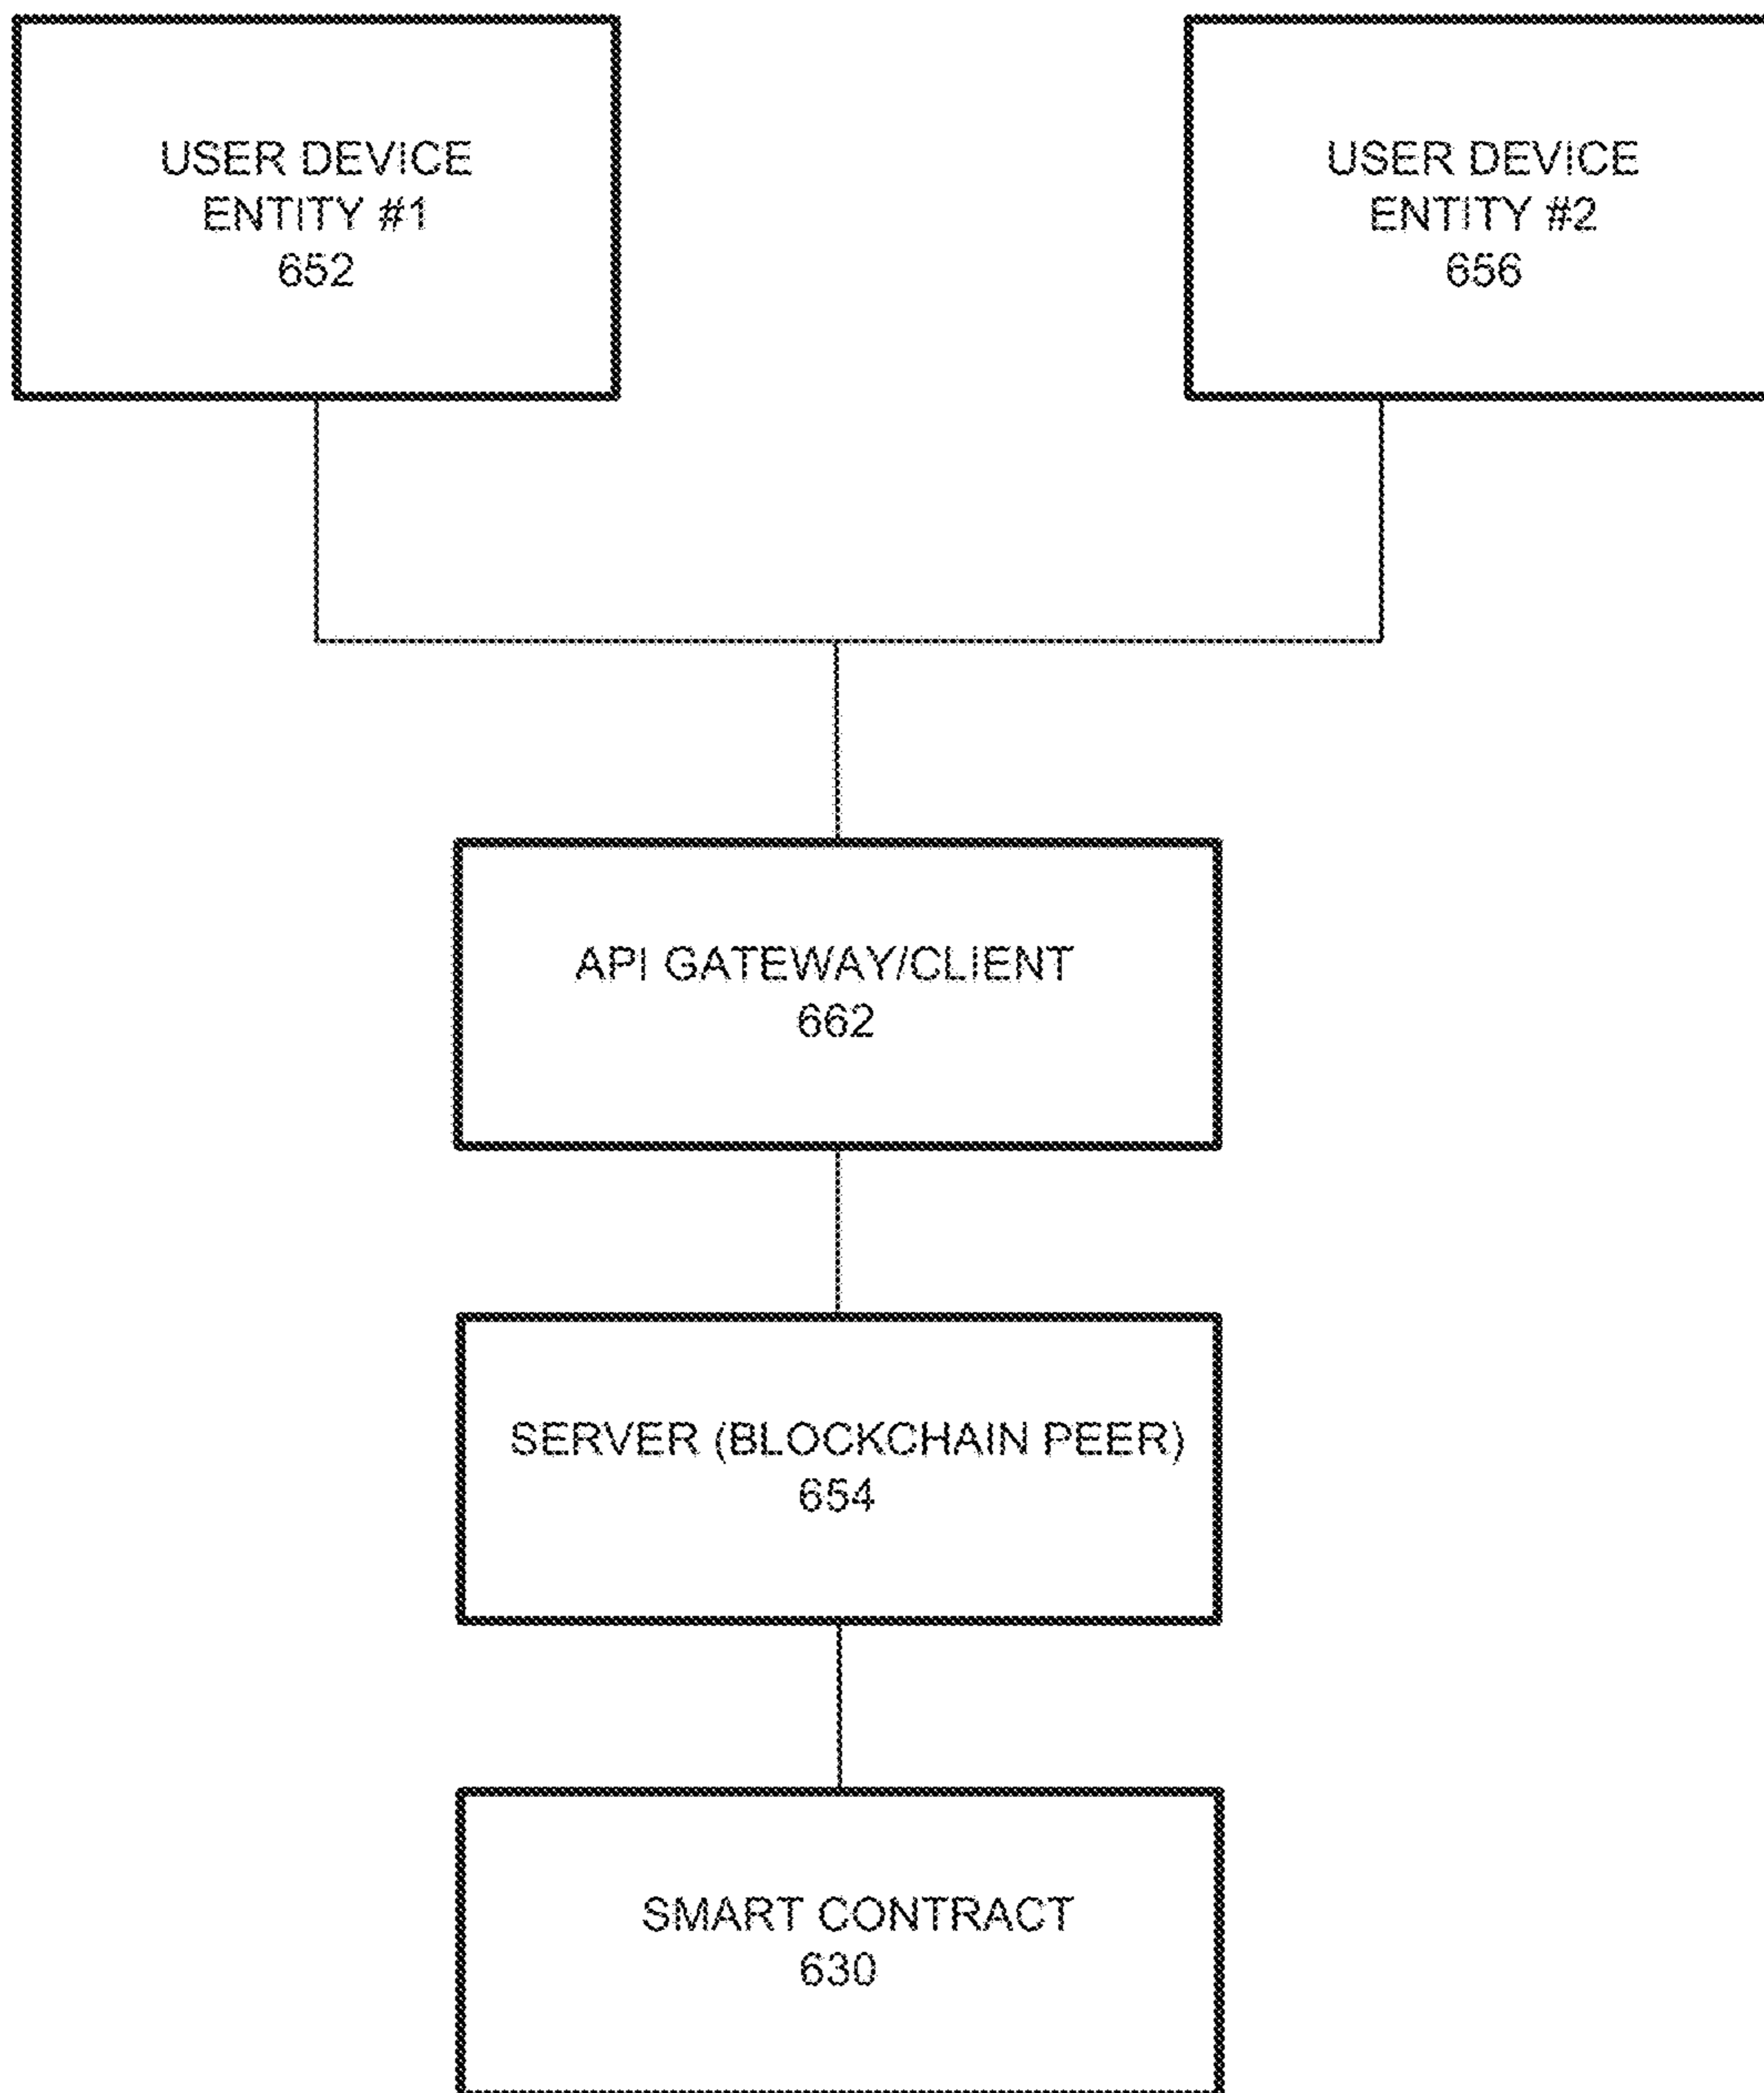 USER DEVICE
ENTITY #1
652
USER DEVICE
ENTITY #2
656
API GATEWAY/CLIENT
662
SERVER (BLOCKCHAIN PEER)
654
SMART CONTRACT
630